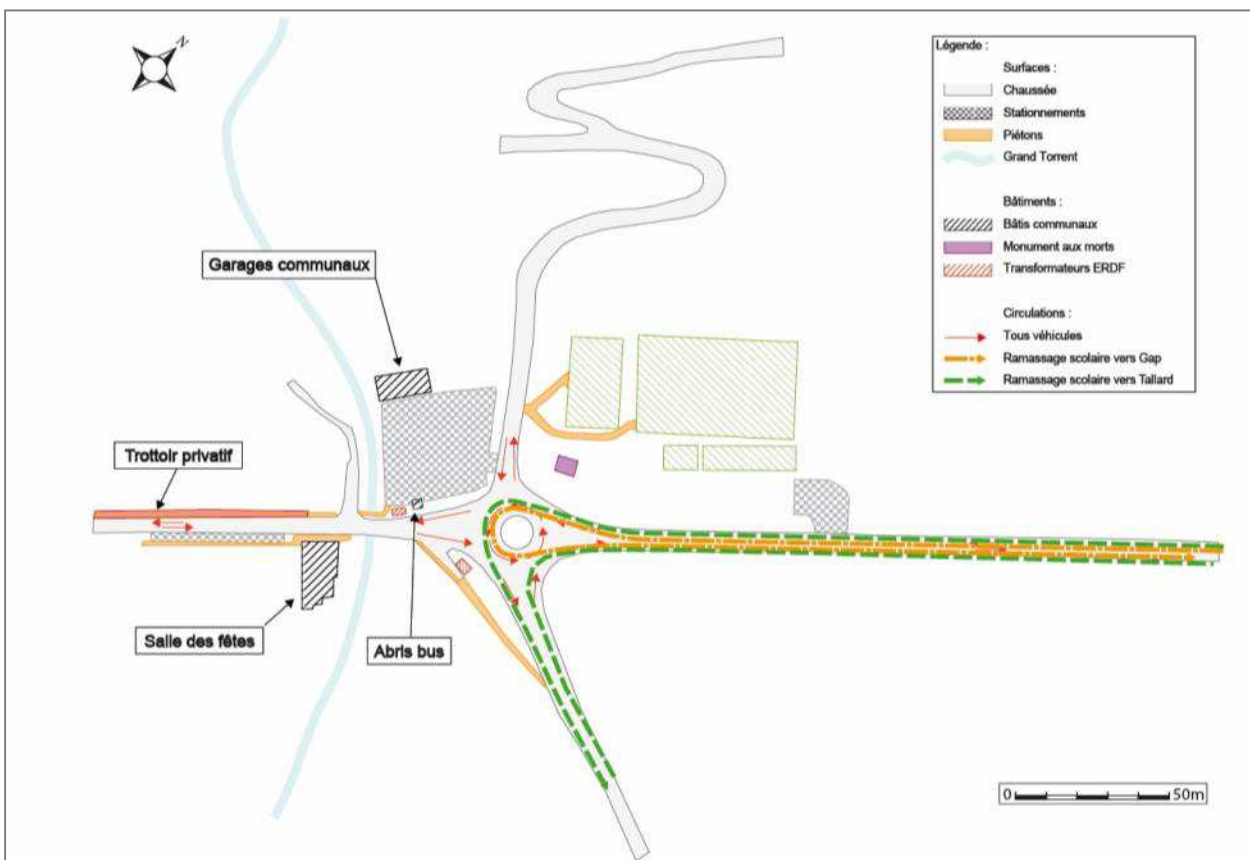 N
Légende :
Surfaces :
Chaussée
Stationnements
Piétons
Grand Torrent
Bâtiments :
Bâtis communaux
Monument aux morts
Transformateurs ERDF
Circulations :
Tous véhicules
Ramassage scolaire vers Gap
Ramassage scolaire vers Tallard
Garages communaux
Trottoir privatif
Salle des fêtes
Abris bus
0 50m